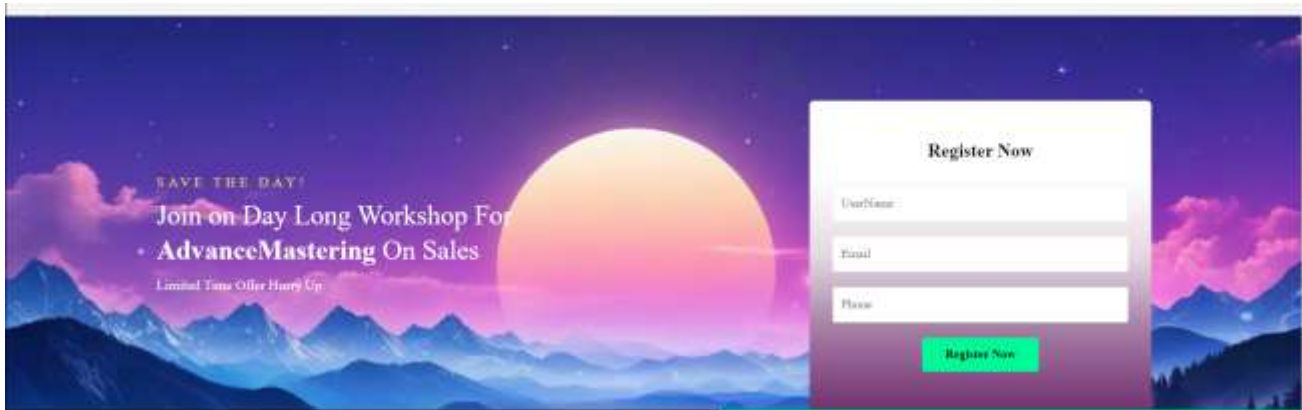 SAVE THE DAY!
Join on Day Long Workshop For
AdvanceMastering On Sales
Limited Time Offer Hurry Up
Register Now
UserName
Email
Phone
Register Now